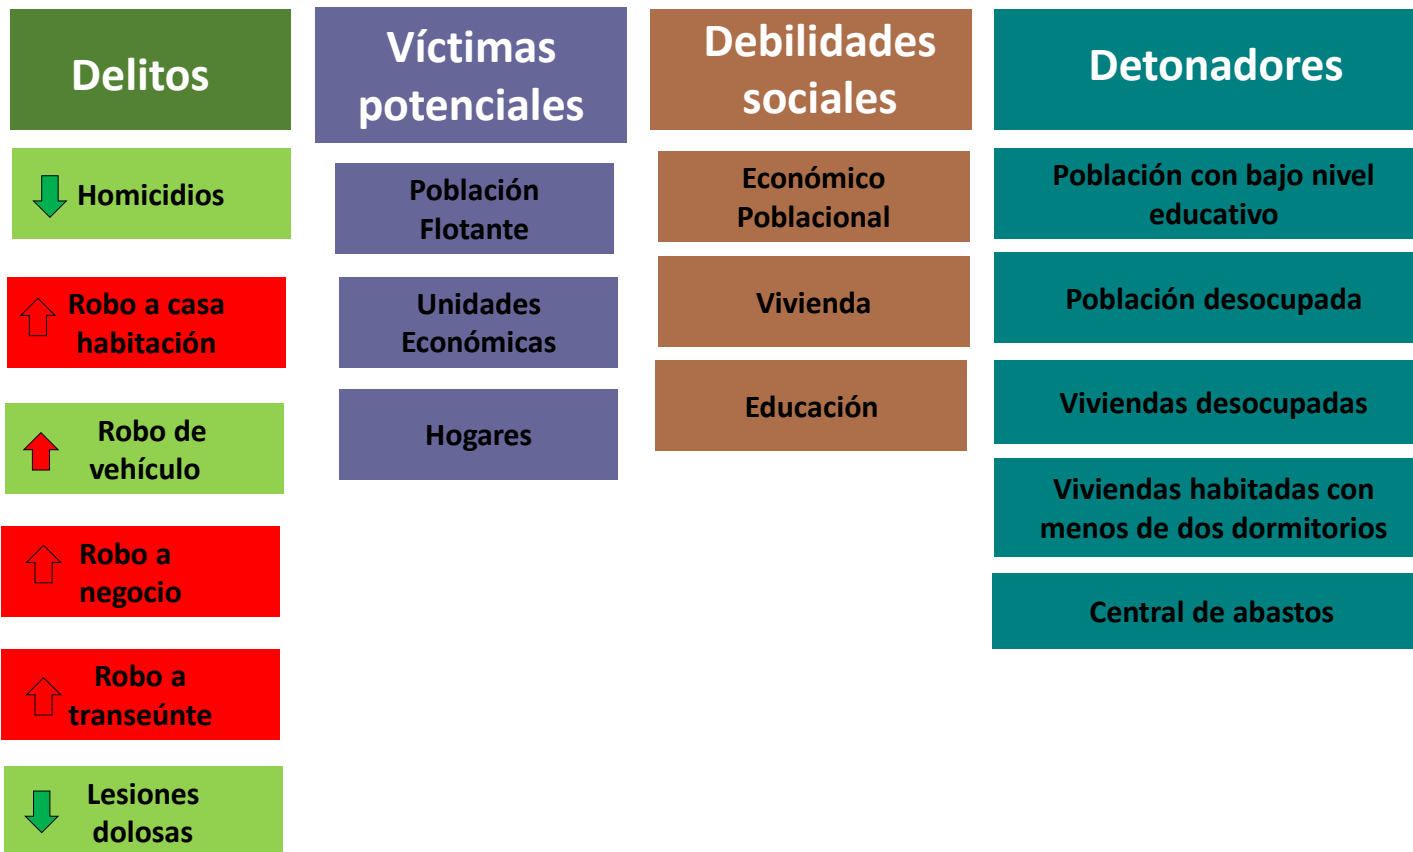 Delitos
Homicidios
Robo a casa
habitación
Robo de
vehículo
Robo a
negocio
Robo a
transeúnte
Lesiones
dolosas
Víctimas
potenciales
Población
Flotante
Unidades
Económicas
Hogares
Debilidades
sociales
Económico
Poblacional
Vivienda
Educación
Detonadores
Población con bajo nivel
educativo
Población desocupada
Viviendas desocupadas
Viviendas habitadas con
menos de dos dormitorios
Central de abastos